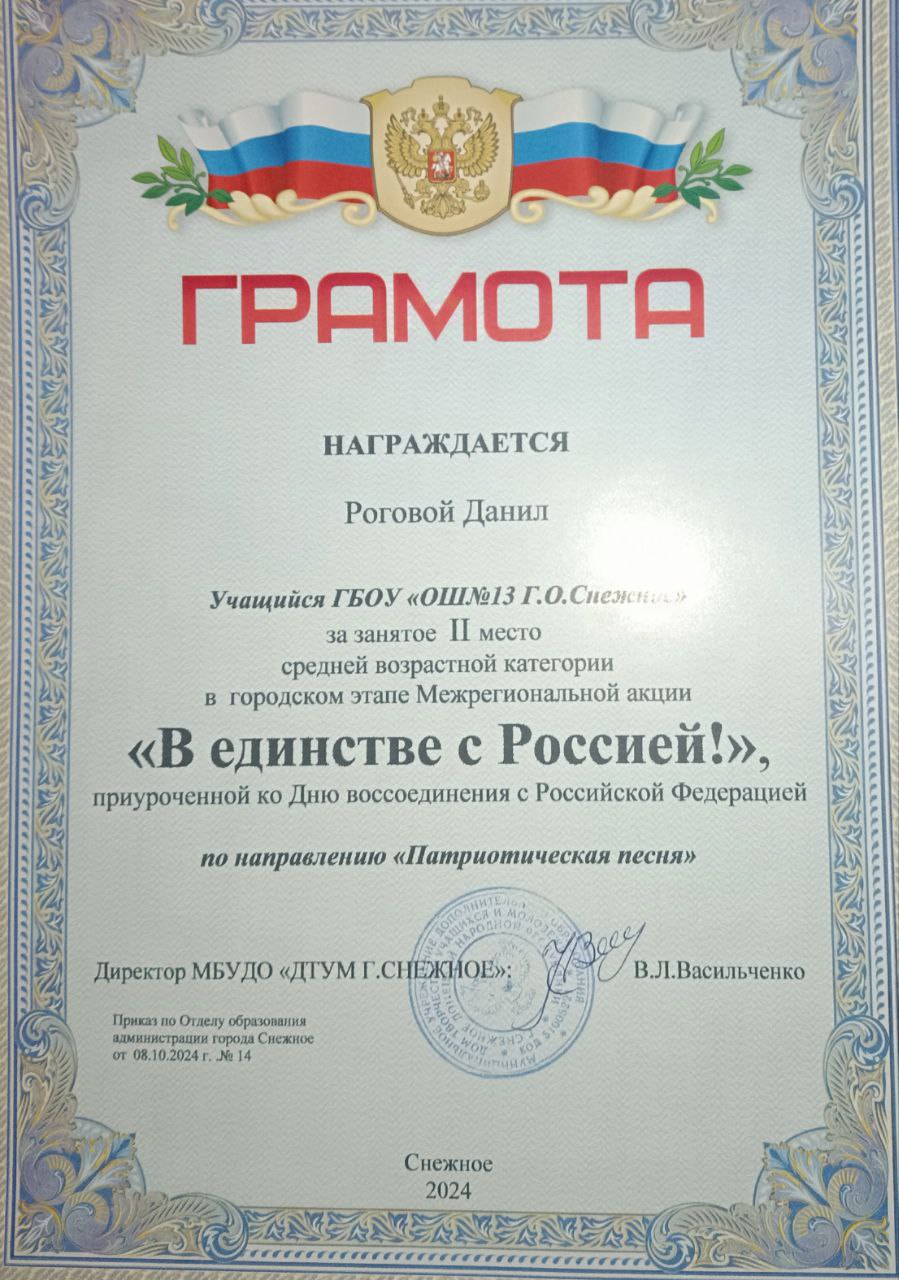 ГРАМОТА
НАГРАЖДАЕТСЯ
Роговой Данил
Учащийся ГБОУ «ОШ№13 Г.О.Снежное»
за занятое II место
средней возрастной категории
в городском этапе Межрегиональной акции
«В единстве с Россией!»,
приуроченной ко Дню воссоединения с Российской Федерацией
по направлению «Патриотическая песня»
Директор МБУДО «ДТУМ Г.СНЕЖНОЕ»: В.Л.Васильченко
Приказ по Отделу образования
администрации города Снежное
от 08.10.2024 г. .№ 14
Снежное
2024